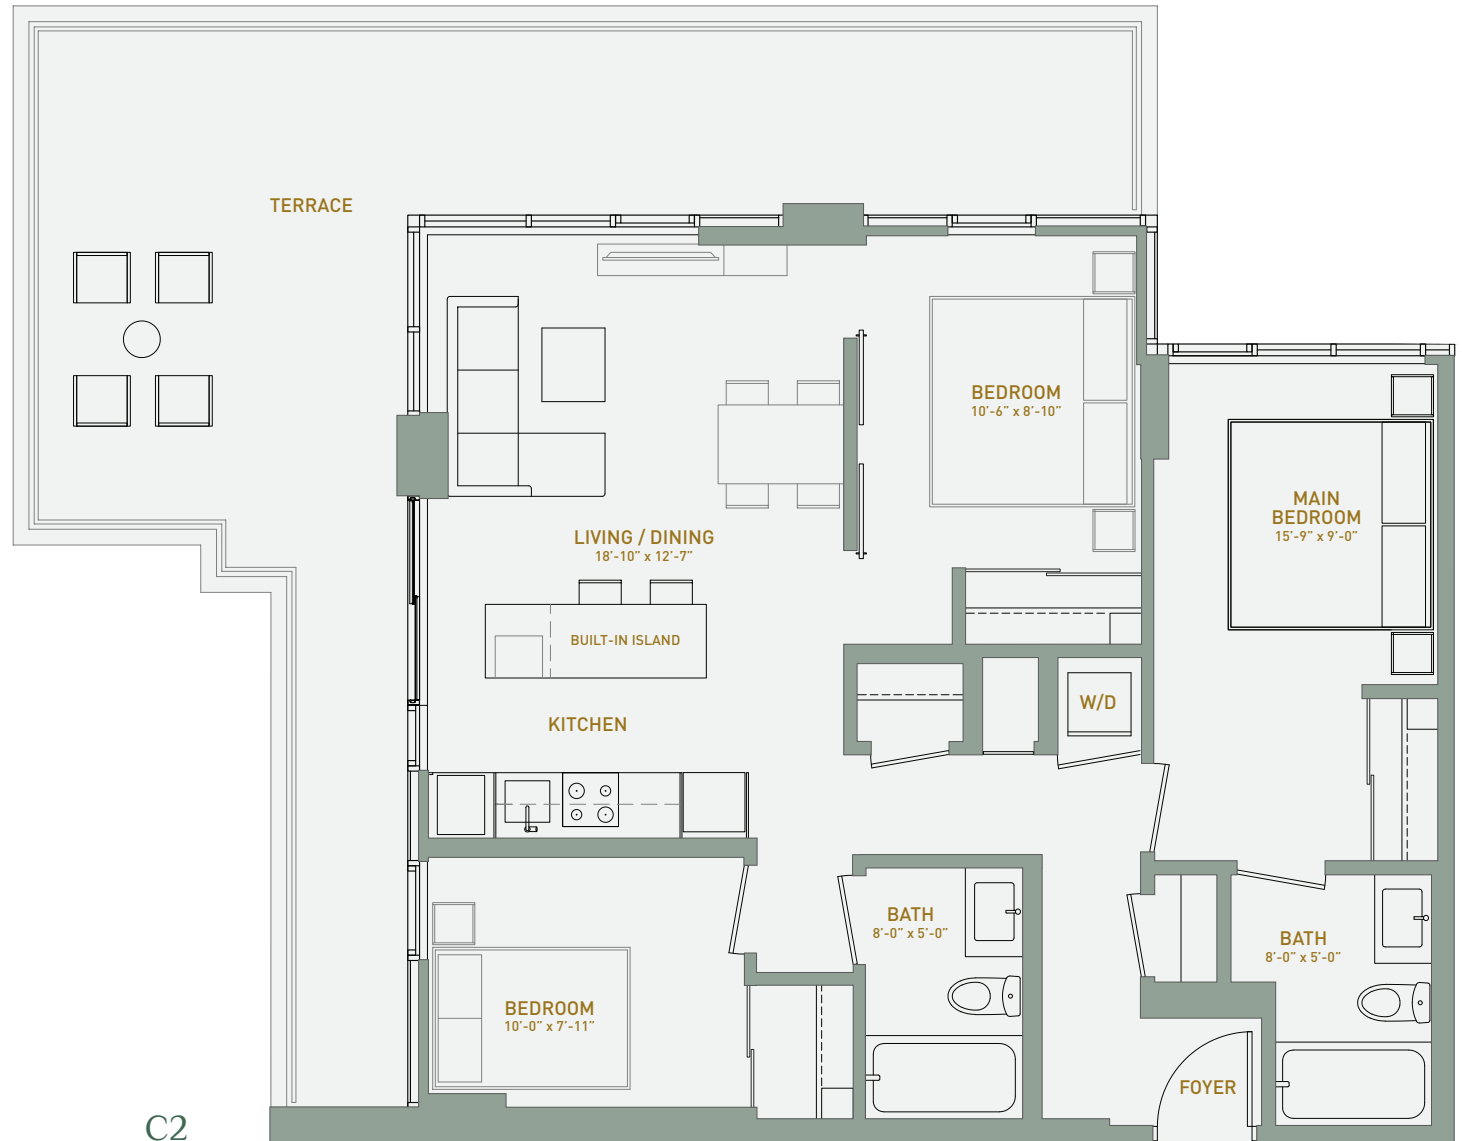 TERRACE
BEDROOM
10'-6" x 8'-10"
MAIN
BEDROOM
15'-9" x 9'-0"
LIVING / DINING
18'-10" x 12'-7"
BUILT-IN ISLAND
W/D
KITCHEN
BATH
8'-0" x 5'-0"
BATH
8'-0" x 5'-0"
BEDROOM
10'-0" x 7'-11"
FOYER
C2